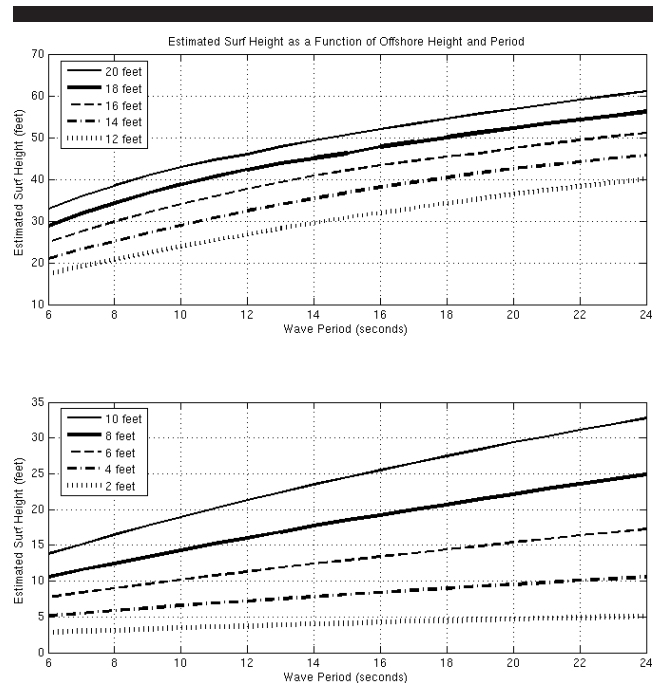 Estimated Surf Height as a Function of Offshore Height and Period
70
60
50
40
30
20
10
Estimated Surf Height (feet)
20 feet
18 feet
16 feet
14 feet
12 feet
6 8 10 12 14 16 18 20 22 24
Wave Period (seconds)
35
30
25
20
15
10
5
0
Estimated Surf Height (feet)
10 feet
8 feet
6 feet
4 feet
2 feet
6 8 10 12 14 16 18 20 22 24
Wave Period (seconds)